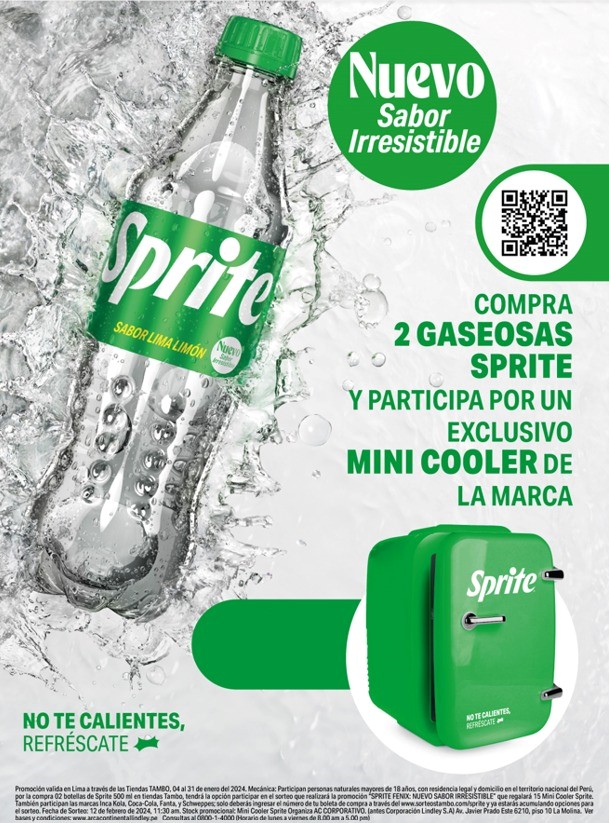 Nuevo
Sabor
Irresistible
Sprite
SABOR LIMA LIMÓN
Nuevo
Sabor
Irresistible
COMPRA
2 GASEOSAS
SPRITE
Y PARTICIPA POR UN
EXCLUSIVO
MINI COOLER DE
LA MARCA
Sprite
NO TE CALIENTES,
REFRÉSCATE
NO TE CALIENTES,
REFRÉSCATE
Promoción valida en Lima a través de las Tiendas TAMBO, 04 al 31 de enero del 2024. Mecánica: Participan personas naturales mayores de 18 años, con residencia legal y domicilio en el territorio nacional del Perú,
por la compra 02 botellas de Sprite 500 ml en tiendas Tambo, tendrá la opción participar en el sorteo que realizará la promoción "SPRITE FENIX: NUEVO SABOR IRRESISTIBLE" que regalará 15 Mini Cooler Sprite.
También participan las marcas Inca Kola, Coca-Cola, Fanta, y Schweppes; solo deberás ingresar el número de tu boleta de compra a través del www.sorteostambo.com/sprite y ya estarás acumulando opciones para
el sorteo. Fecha de Sorteo: 12 de febrero de 2024, 11:30 am. Stock promocional: Mini Cooler Sprite Organiza AC CORPORATIVO. (antes Corporación Lindley S.A) Av. Javier Prado Este 6210, piso 10 La Molina. Ver
bases y condiciones: www.arcacontinentallindley.pe Consultas al 0800-1-4000 (Horario de lunes a viernes de 8.00 am a 5.00 pm)